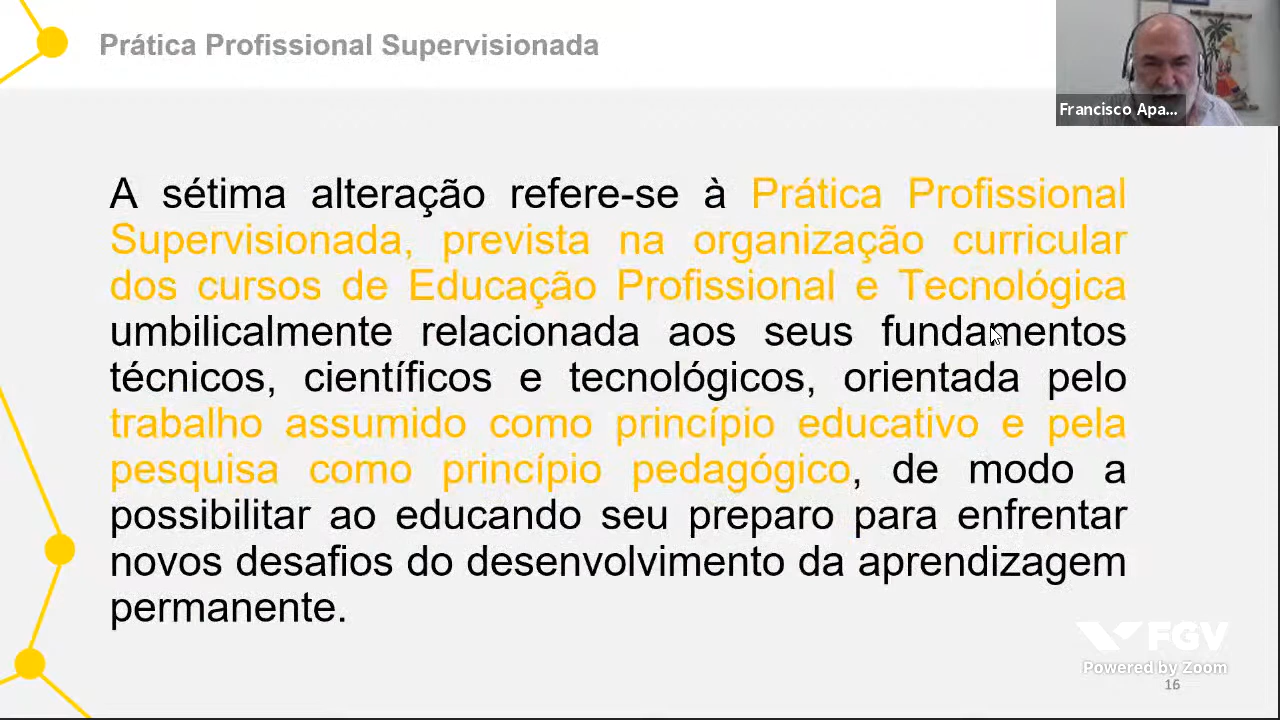 Prática Profissional Supervisionada
Francisco Apa...
A sétima alteração refere-se à Prática Profissional
Supervisionada, prevista na organização curricular
dos cursos de Educação Profissional e Tecnológica
umbilicalmente relacionada aos seus fundamentos
técnicos, científicos e tecnológicos, orientada pelo
trabalho assumido como princípio educativo e pela
pesquisa como princípio pedagógico, de modo a
possibilitar ao educando seu preparo para enfrentar
novos desafios do desenvolvimento da aprendizagem
permanente.
FGV
Powered by Zoom
16